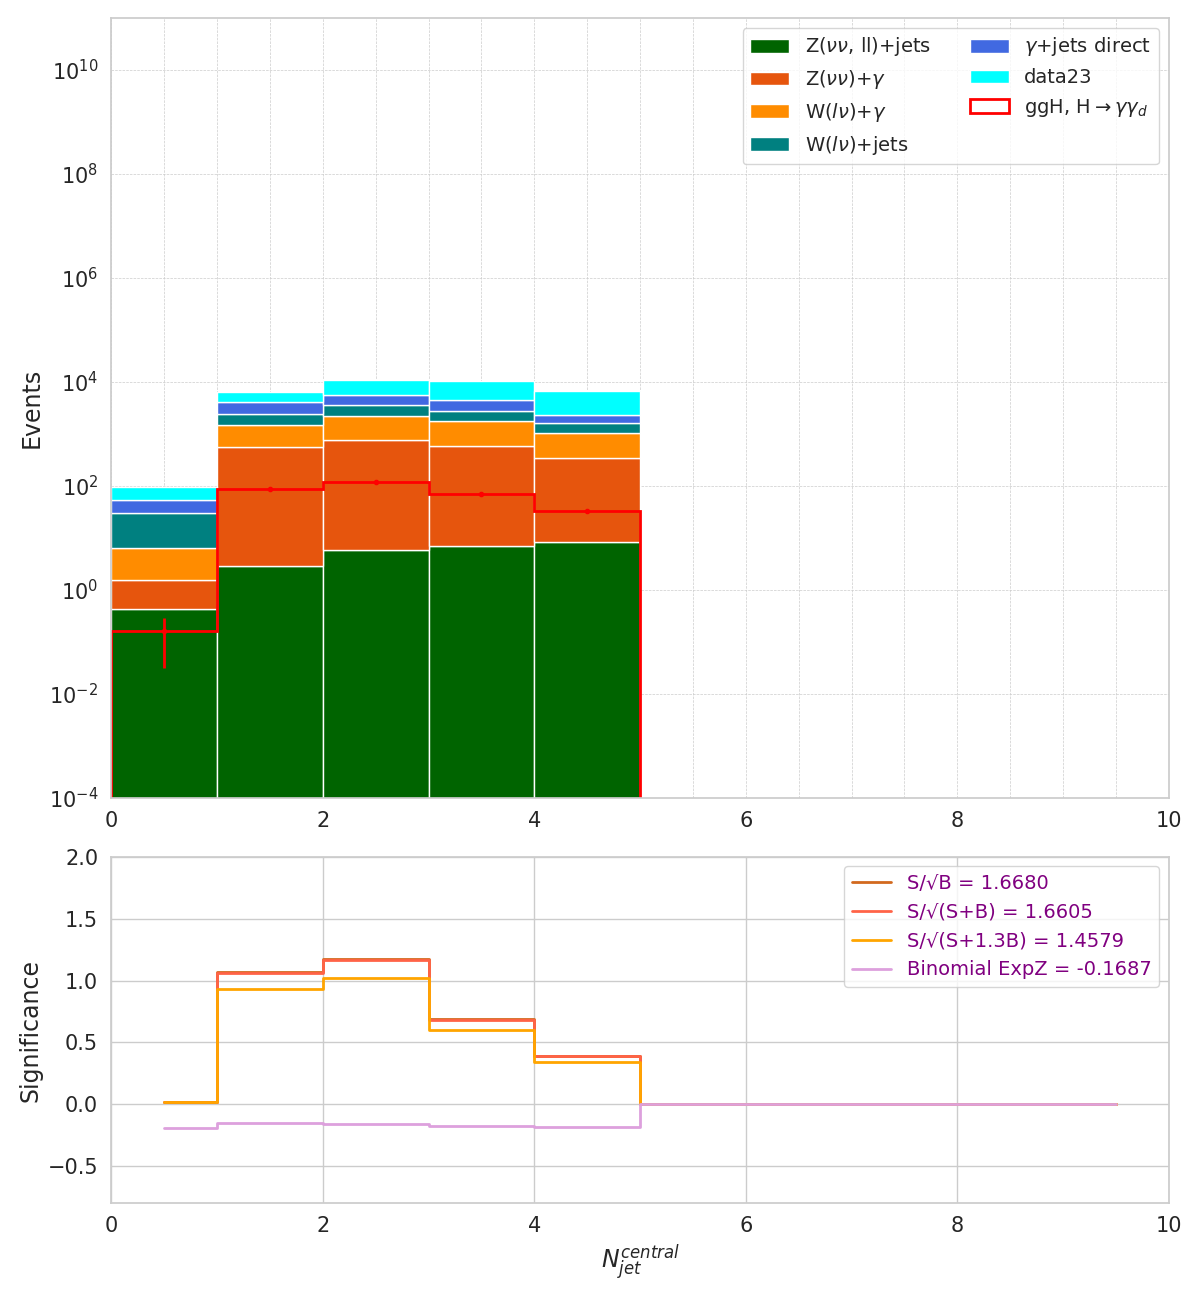 Z(νν, ll)+jets
Z(νν)+γ
W(lν)+γ
W(lν)+jets
γ+jets direct
data23
ggH, H→γγ_d
10^10
10^8
10^6
10^4
10^2
10^0
10^−2
10^−4
Events
0 2 4 6 8 10
S/√B = 1.6680
S/√(S+B) = 1.6605
S/√(S+1.3B) = 1.4579
Binomial ExpZ = -0.1687
2.0
1.5
1.0
0.5
0.0
−0.5
Significance
0 2 4 6 8 10
N_jet^central